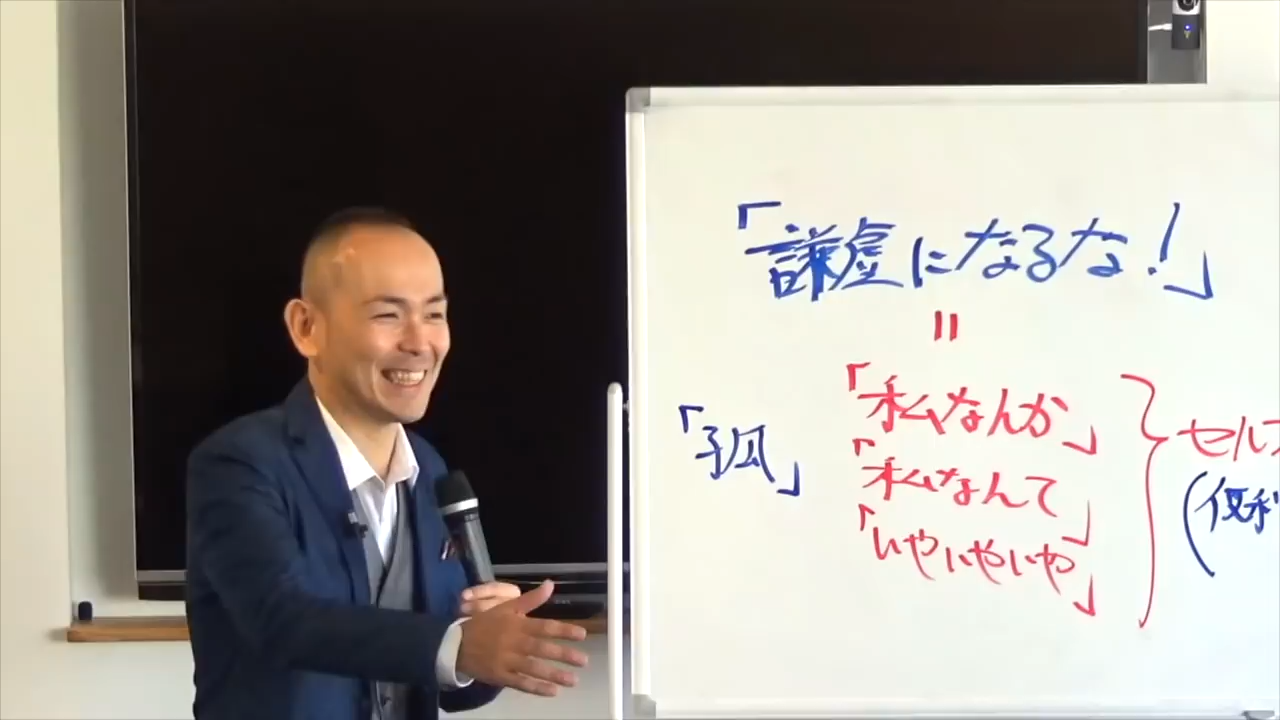 「謙虚になるな！」
＝
「孤」
「私なんか」
「私なんて」
「いやいやいや」
セルフ